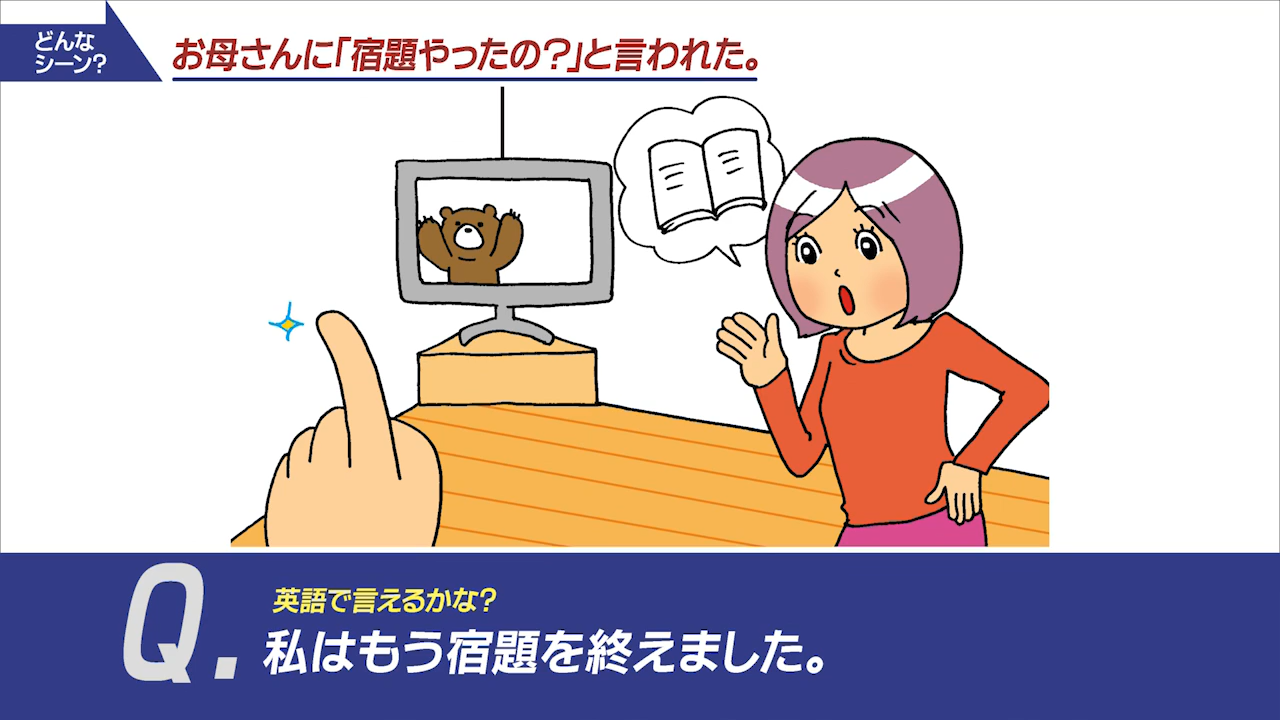 どんな
シーン?
お母さんに「宿題やったの?」と言われた。
英語で言えるかな?
Q.
私はもう宿題を終えました。